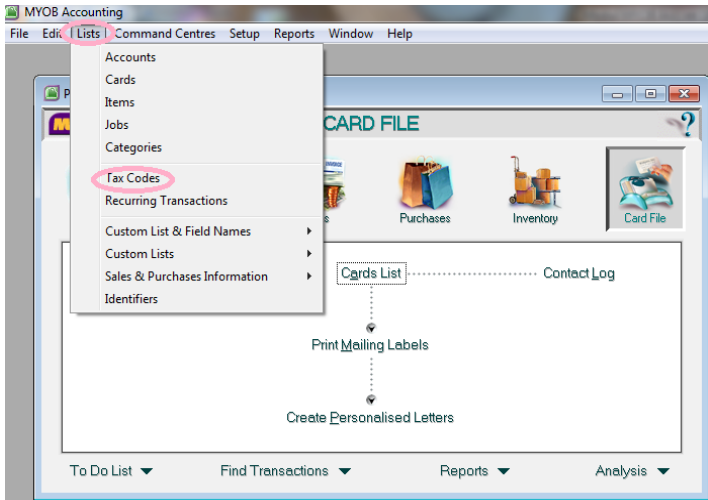 MYOB Accounting
File Edit Lists Command Centres Setup Reports Window Help
Accounts
Cards
Items
Jobs
Categories
Tax Codes
Recurring Transactions
Custom List & Field Names
Custom Lists
Sales & Purchases Information
Identifiers
P
CARD FILE
?
INVOICE
s
Purchases
Inventory
Card File
Cards List
Contact Log
Print Mailing Labels
Create Personalised Letters
To Do List
Find Transactions
Reports
Analysis